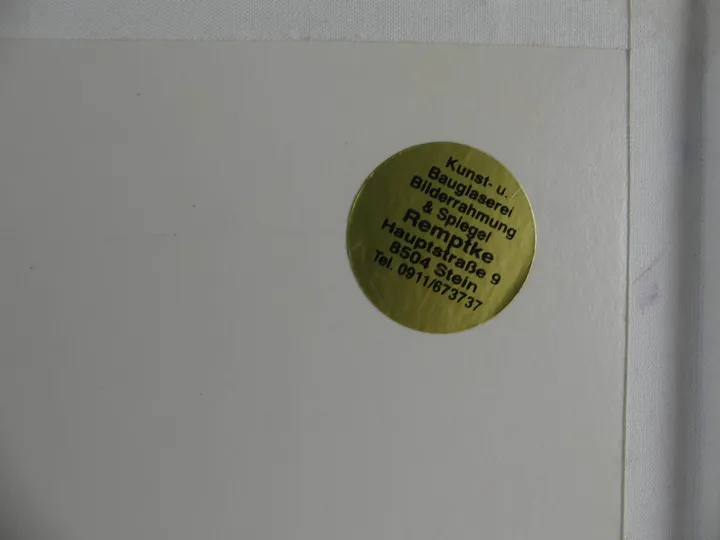 Kunst- u.
Bauglaserei
Bilderrahmung
& Spiegel
Remptke
Hauptstraße 9
8504 Stein
Tel. 0911/673737